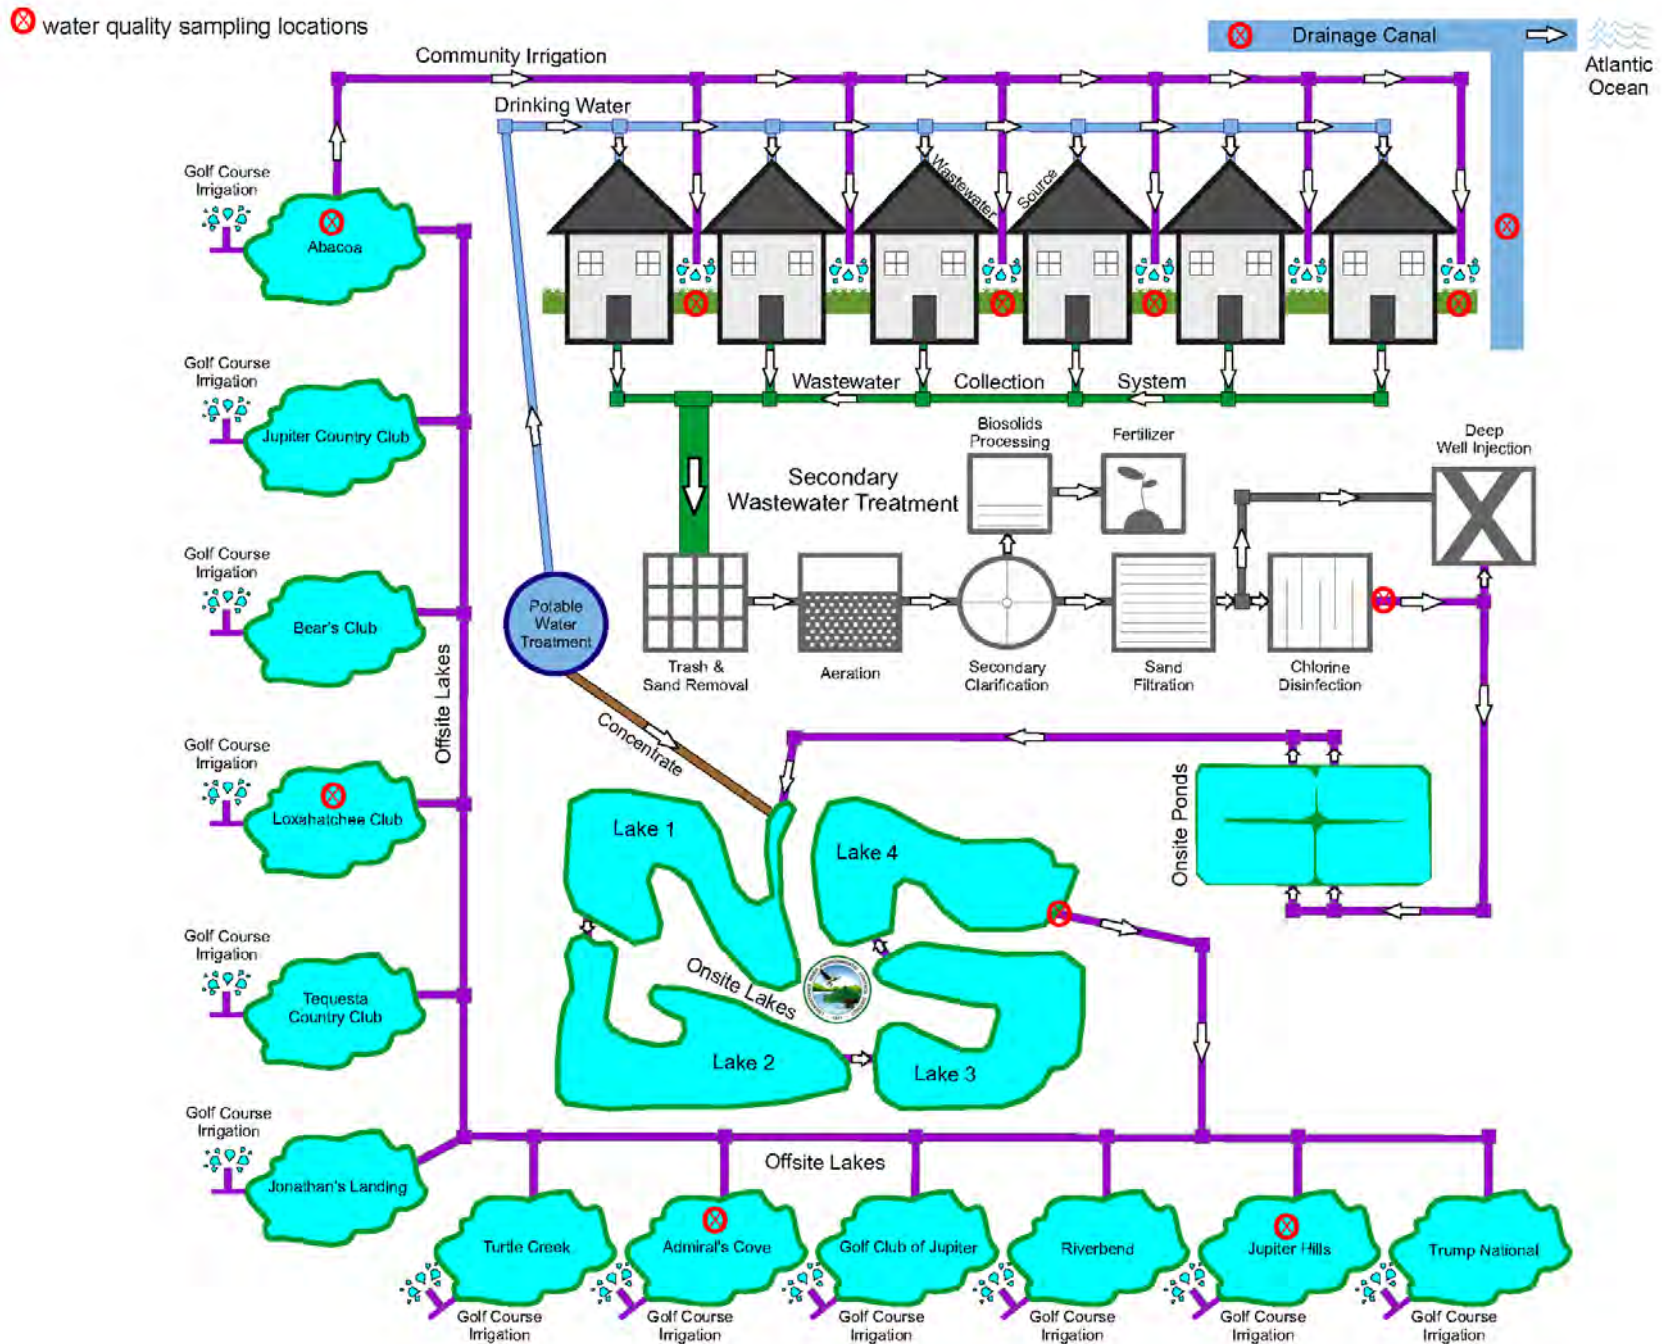 water quality sampling locations
Community Irrigation
Drainage Canal
Atlantic
Ocean
Drinking Water
Golf Course
Irrigation
Abacoa
Wastewater
Source
Golf Course
Irrigation
Jupiter Country Club
Wastewater Collection System
Biosolids
Processing
Fertilizer
Deep
Well Injection
Secondary
Wastewater Treatment
Golf Course
Irrigation
Bear's Club
Potable
Water
Treatment
Trash &
Sand Removal
Aeration
Secondary
Clarification
Sand
Filtration
Chlorine
Disinfection
Offsite Lakes
Concentrate
Golf Course
Irrigation
Loxahatchee Club
Lake 1
Lake 4
Onsite Ponds
Golf Course
Irrigation
Tequesta
Country Club
Onsite Lakes
Lake 2
Lake 3
Golf Course
Irrigation
Jonathan's Landing
Offsite Lakes
Turtle Creek
Admiral's Cove
Golf Club of Jupiter
Riverbend
Jupiter Hills
Trump National
Golf Course
Irrigation
Golf Course
Irrigation
Golf Course
Irrigation
Golf Course
Irrigation
Golf Course
Irrigation
Golf Course
Irrigation